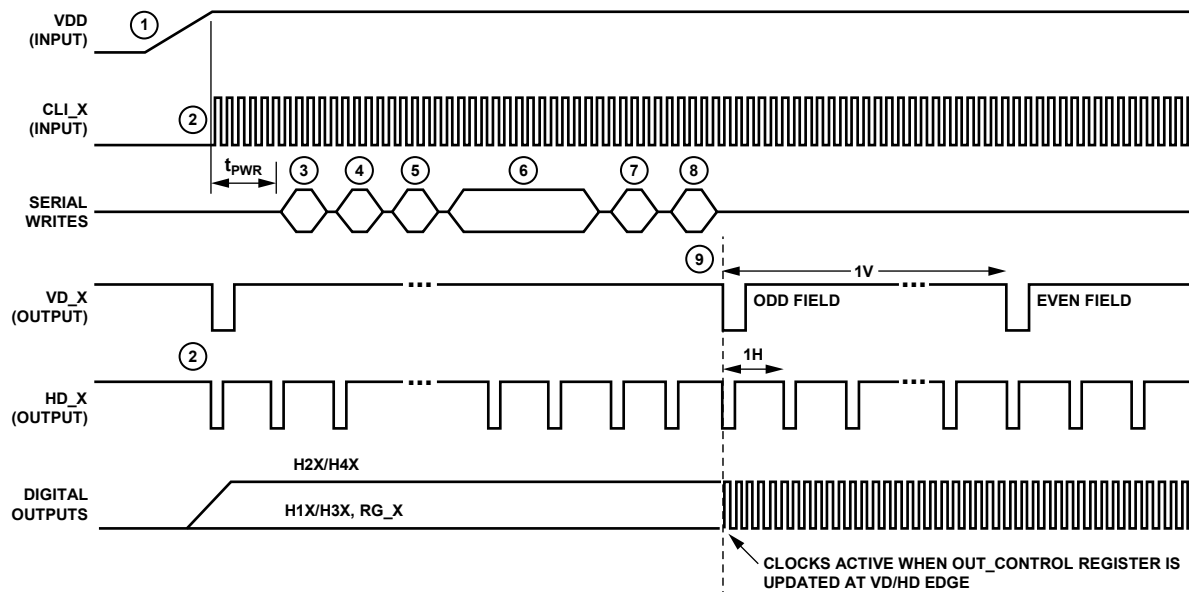 VDD
(INPUT)
1
CLI_X
(INPUT)
2
tPWR
3
4
5
6
7
8
SERIAL
WRITES
9
1V
VD_X
(OUTPUT)
...
ODD FIELD
...
EVEN FIELD
2
1H
HD_X
(OUTPUT)
...
...
H2X/H4X
DIGITAL
OUTPUTS
H1X/H3X, RG_X
CLOCKS ACTIVE WHEN OUT_CONTROL REGISTER IS
UPDATED AT VD/HD EDGE